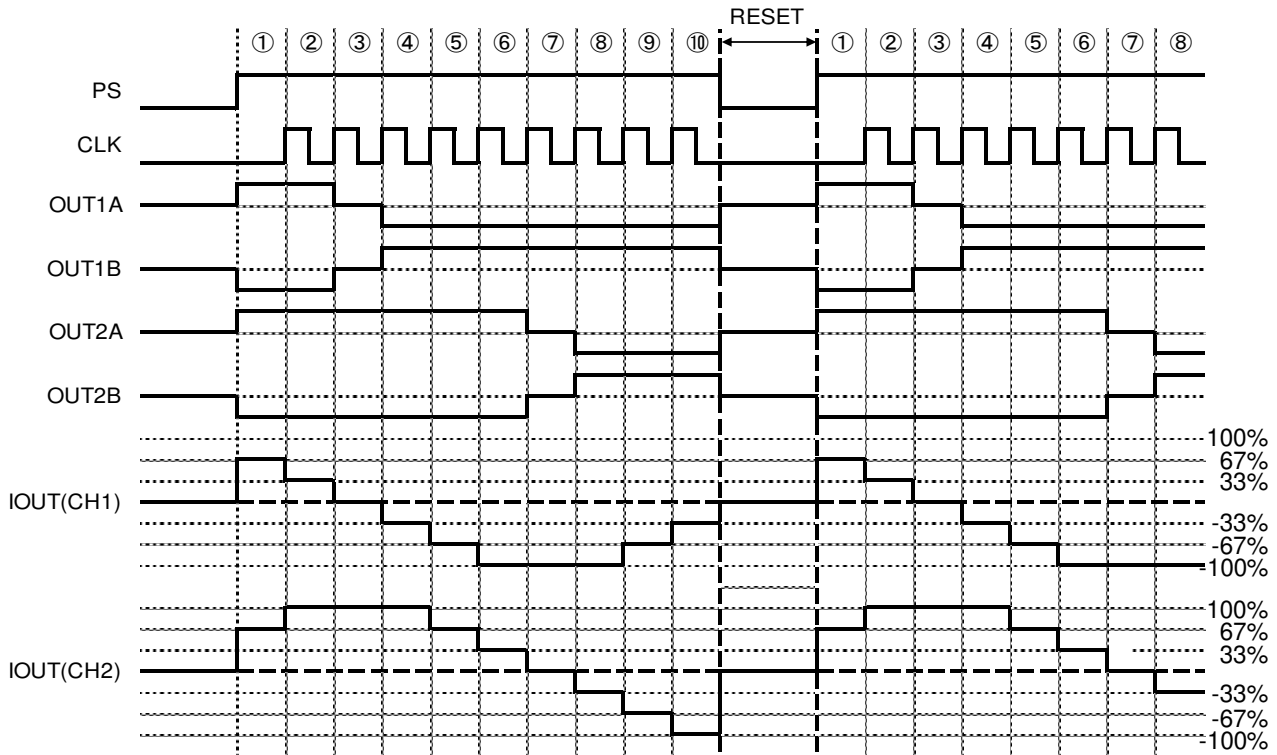 RESET
① ② ③ ④ ⑤ ⑥ ⑦ ⑧ ⑨ ⑩ ① ② ③ ④ ⑤ ⑥ ⑦ ⑧
PS
CLK
OUT1A
OUT1B
OUT2A
OUT2B
100%
67%
33%
IOUT(CH1)
-33%
-67%
-100%
100%
67%
33%
IOUT(CH2)
-33%
-67%
-100%